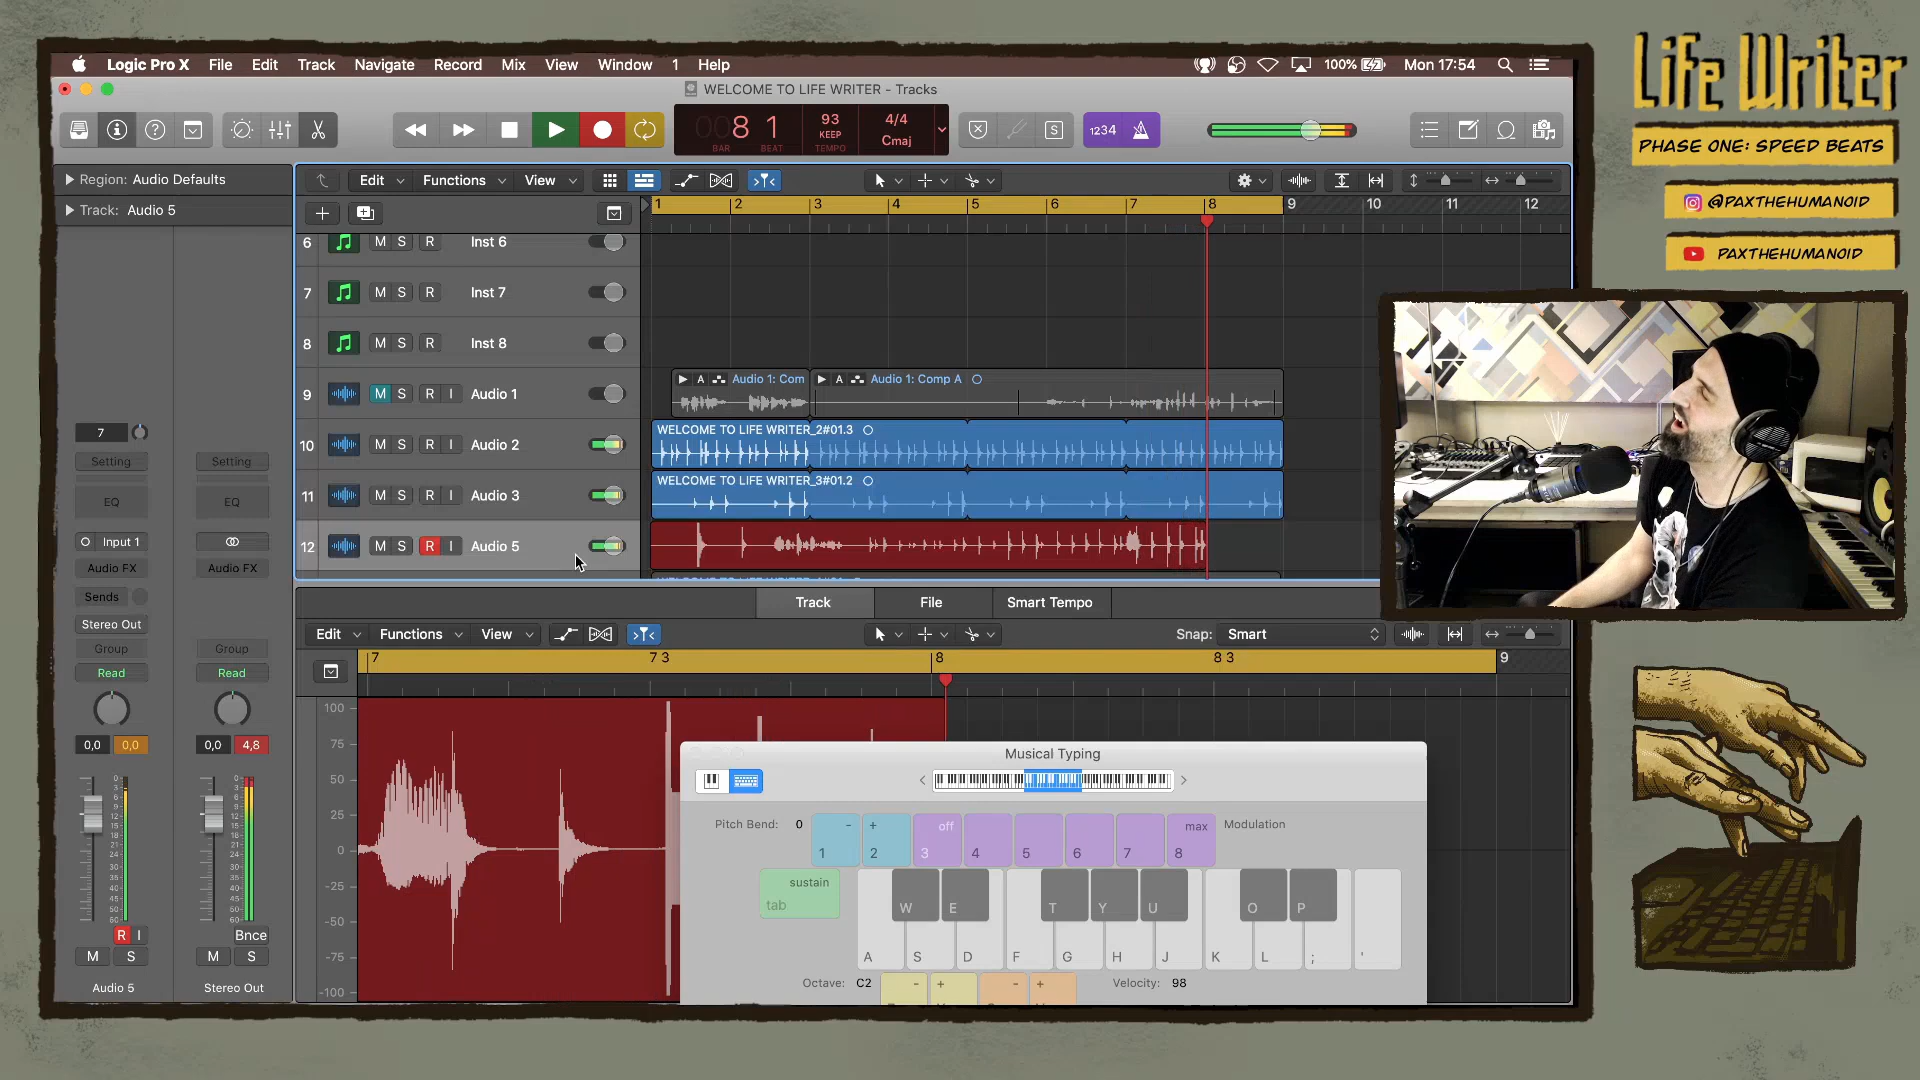 Logic Pro X File Edit Track Navigate Record Mix View Window 1 Help 100% Mon 17:54
WELCOME TO LIFE WRITER - Tracks
8 1 93 KEEP 4/4 Cmaj
BAR BEAT TEMPO
1234
S
Region: Audio Defaults
Track: Audio 5
Edit Functions View
1 2 3 4 5 6 7 8 9 10 11 12
6 M S R Inst 6
7 M S R Inst 7
8 M S R Inst 8
9 M S R I Audio 1
A Audio 1: Com A Audio 1: Comp A
10 M S R I Audio 2
WELCOME TO LIFE WRITER_2#01.3
11 M S R I Audio 3
WELCOME TO LIFE WRITER_3#01.2
12 M S R I Audio 5
7
Setting Setting
EQ EQ
Input 1
Audio FX Audio FX
Sends
Stereo Out
Group Group
Read Read
0,0 0,0 0,0 4,8
R I Bnce
M S M S
Audio 5 Stereo Out
Track File Smart Tempo
Edit Functions View Snap: Smart
7 7 3 8 8 3 9
100
75
50
25
0
-25
-50
-75
-100
Musical Typing
Pitch Bend: 0 - + off max Modulation
1 2 3 4 5 6 7 8
sustain
tab
W E T Y U O P
A S D F G H J K L ; '
Octave: C2 - + - + Velocity: 98
Life Writer
PHASE ONE: SPEED BEATS
@PAXTHEHUMANOID
PAXTHEHUMANOID